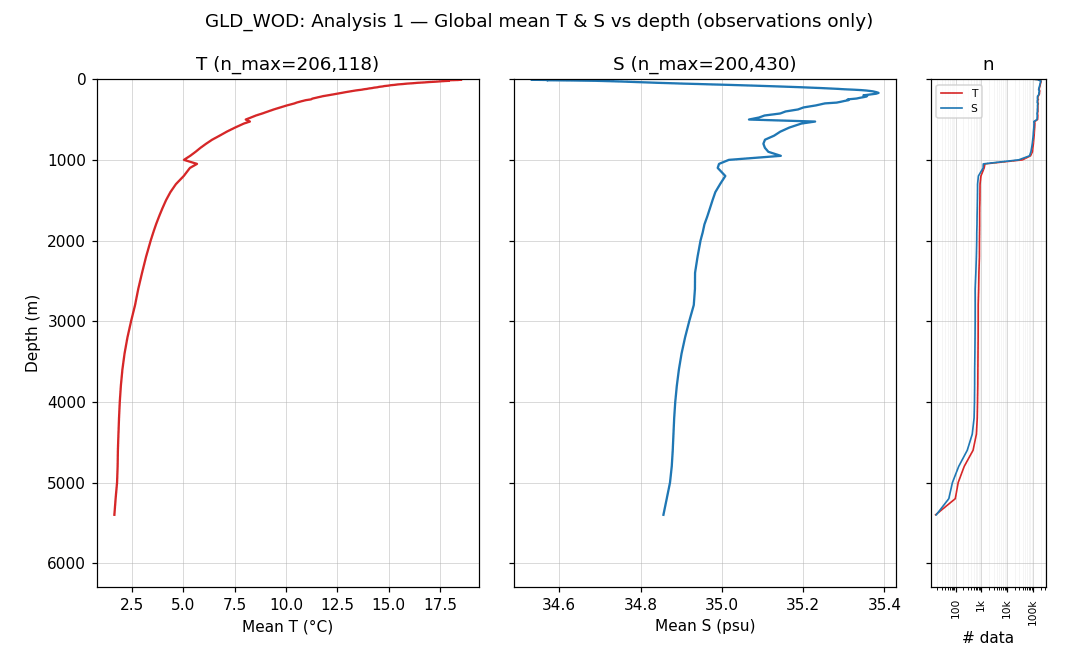 GLD_WOD: Analysis 1 — Global mean T & S vs depth (observations only)
T (n_max=206,118)
S (n_max=200,430)
n
T
S
0
1000
2000
3000
4000
5000
6000
Depth (m)
2.5 5.0 7.5 10.0 12.5 15.0 17.5
Mean T (°C)
34.6 34.8 35.0 35.2 35.4
Mean S (psu)
100 1k 10k 100k
# data